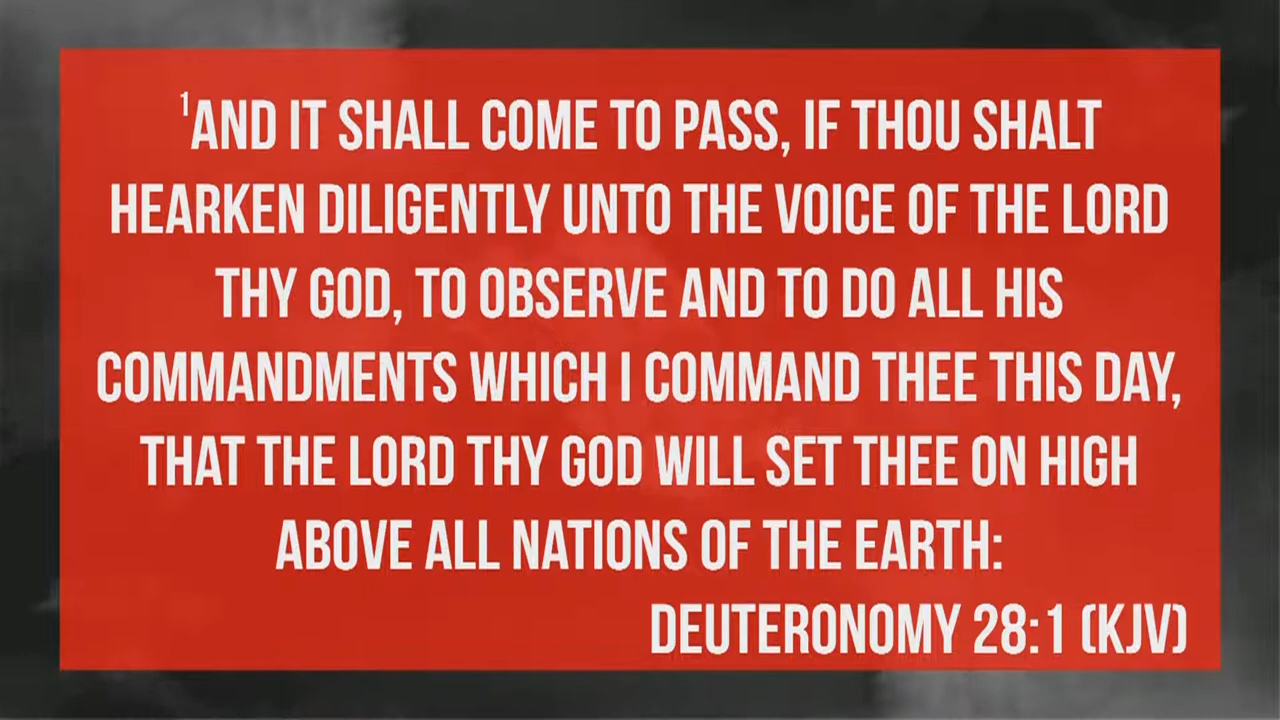 ¹AND IT SHALL COME TO PASS, IF THOU SHALT
HEARKEN DILIGENTLY UNTO THE VOICE OF THE LORD
THY GOD, TO OBSERVE AND TO DO ALL HIS
COMMANDMENTS WHICH I COMMAND THEE THIS DAY,
THAT THE LORD THY GOD WILL SET THEE ON HIGH
ABOVE ALL NATIONS OF THE EARTH:
DEUTERONOMY 28:1 (KJV)